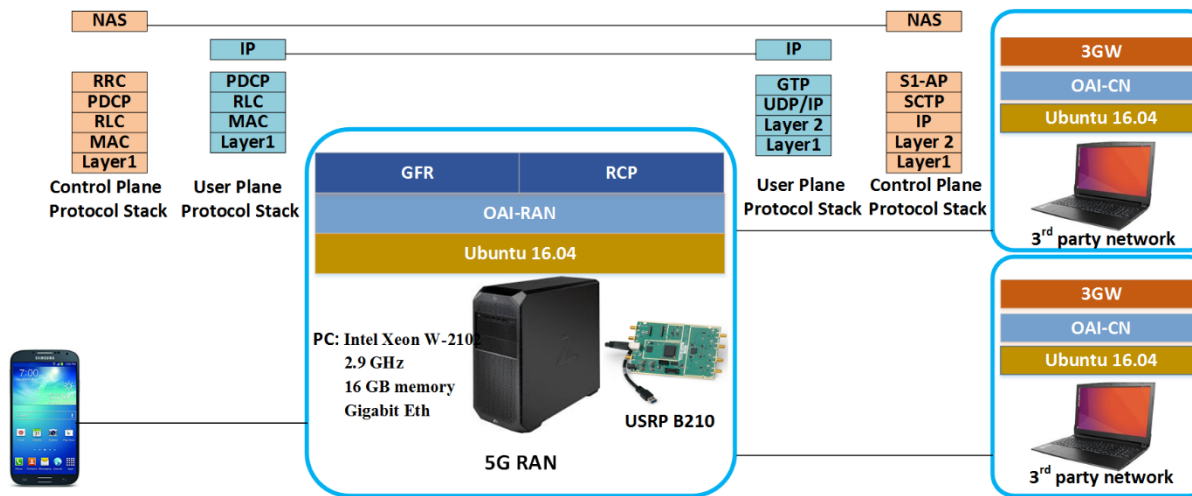 NAS
NAS
IP
IP
RRC
PDCP
RLC
MAC
Layer1
Control Plane
Protocol Stack
PDCP
RLC
MAC
Layer1
User Plane
Protocol Stack
GTP
UDP/IP
Layer 2
Layer1
User Plane
Protocol Stack
S1-AP
SCTP
IP
Layer 2
Layer1
Control Plane
Protocol Stack
3GW
OAI-CN
Ubuntu 16.04
3rd party network
GFR
RCP
OAI-RAN
Ubuntu 16.04
PC: Intel Xeon W-2102
2.9 GHz
16 GB memory
Gigabit Eth
USRP B210
5G RAN
3GW
OAI-CN
Ubuntu 16.04
3rd party network
SAMSUNG
7:00